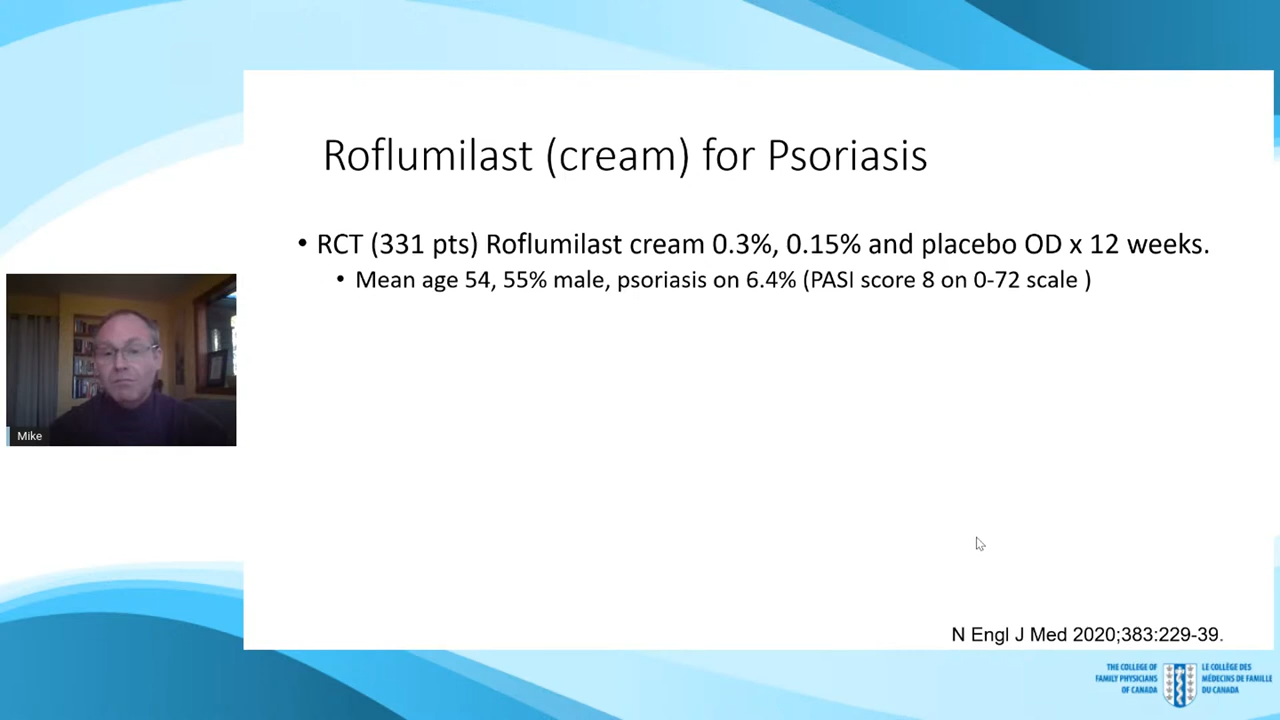 Roflumilast (cream) for Psoriasis
• RCT (331 pts) Roflumilast cream 0.3%, 0.15% and placebo OD x 12 weeks.
• Mean age 54, 55% male, psoriasis on 6.4% (PASI score 8 on 0-72 scale )
Mike
N Engl J Med 2020;383:229-39.
THE COLLEGE OF
FAMILY PHYSICIANS
OF CANADA
LE COLLÈGE DES
MÉDECINS DE FAMILLE
DU CANADA